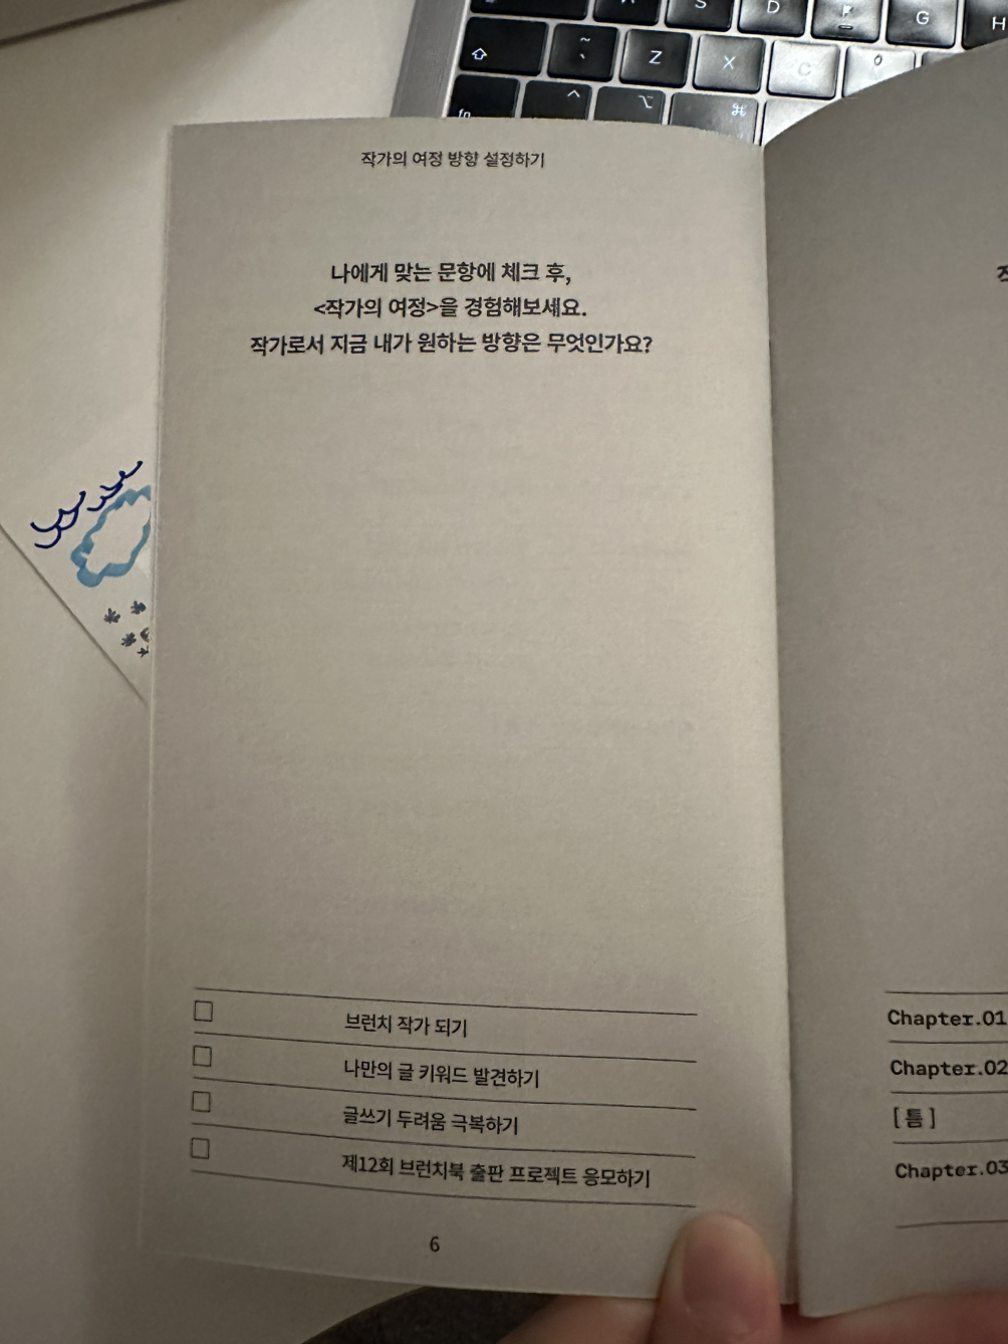 S
D
F
G
H
Z
X
C
fn
작가의 여정 방향 설정하기
나에게 맞는 문항에 체크 후,
<작가의 여정>을 경험해보세요.
작가로서 지금 내가 원하는 방향은 무엇인가요?
브런치 작가 되기
나만의 글 키워드 발견하기
글쓰기 두려움 극복하기
제12회 브런치북 출판 프로젝트 응모하기
6
Chapter.01
Chapter.02
[틈]
Chapter.03